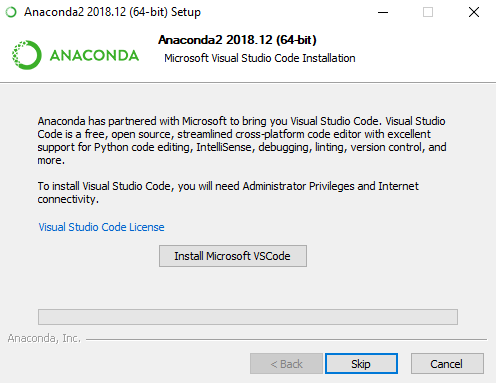 Anaconda2 2018.12 (64-bit) Setup
ANACONDA
Anaconda2 2018.12 (64-bit)
Microsoft Visual Studio Code Installation
Anaconda has partnered with Microsoft to bring you Visual Studio Code. Visual Studio
Code is a free, open source, streamlined cross-platform code editor with excellent
support for Python code editing, IntelliSense, debugging, linting, version control, and
more.
To install Visual Studio Code, you will need Administrator Privileges and Internet
connectivity.
Visual Studio Code License
Install Microsoft VSCode
Anaconda, Inc.
< Back
Skip
Cancel